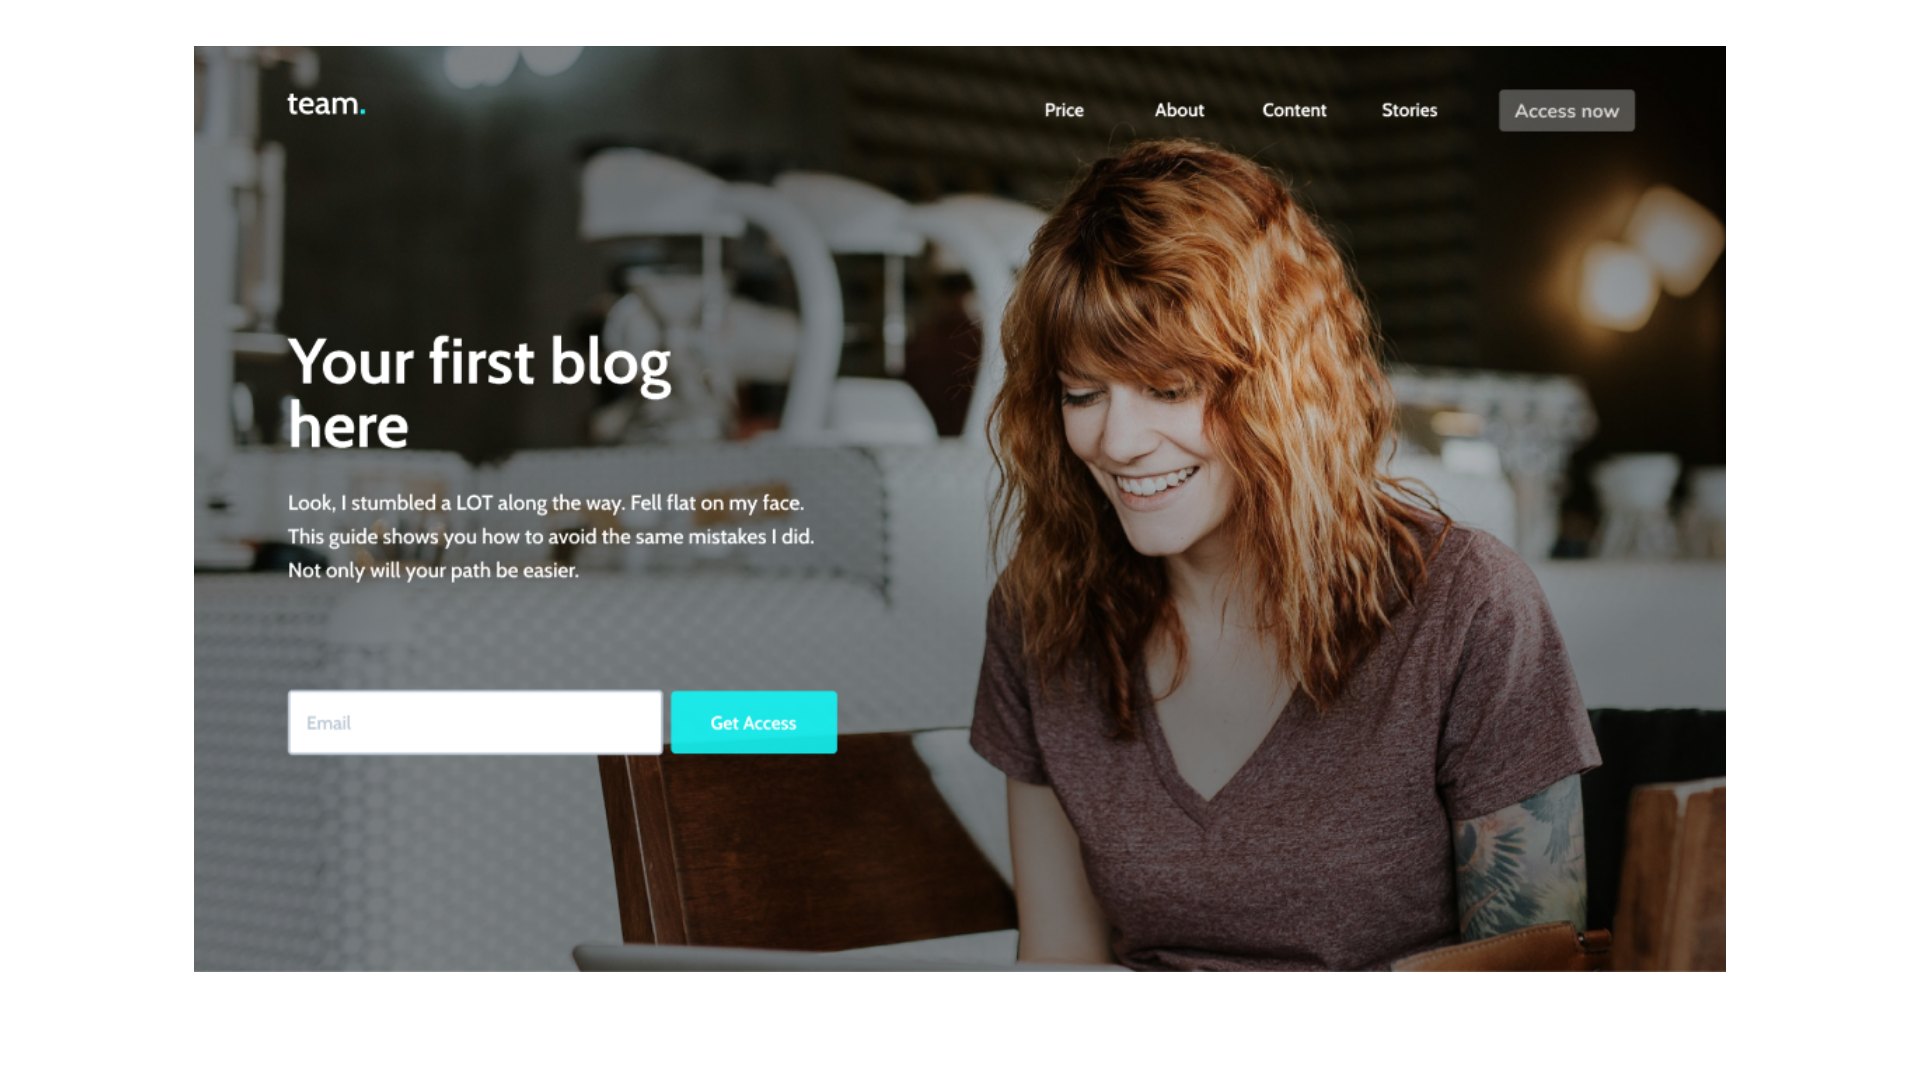 team.
Price
About
Content
Stories
Access now
Your first blog
here
Look, I stumbled a LOT along the way. Fell flat on my face.
This guide shows you how to avoid the same mistakes I did.
Not only will your path be easier.
Email
Get Access